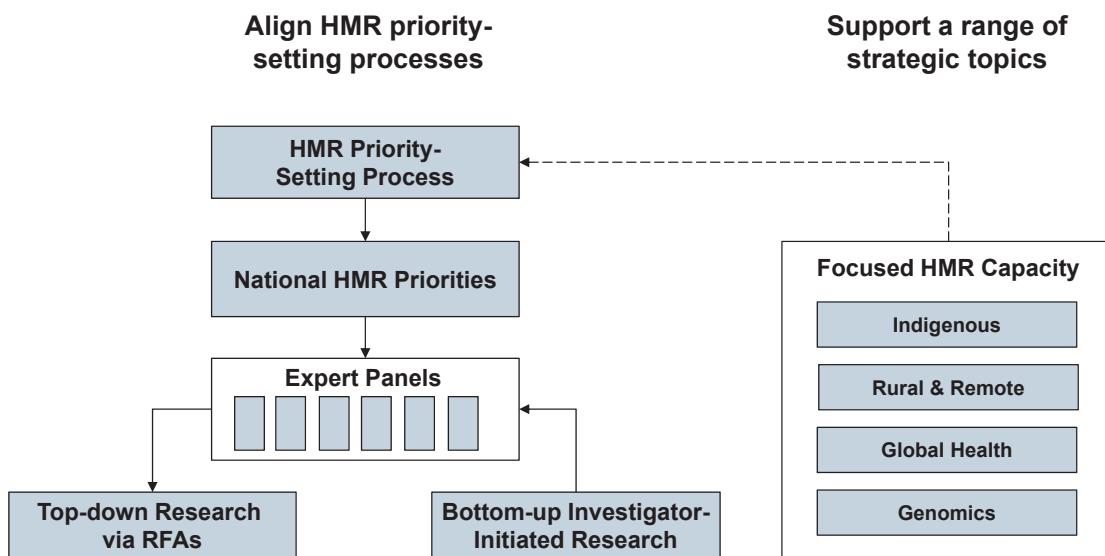 Align HMR priority-
setting processes
Support a range of
strategic topics
HMR Priority-
Setting Process
National HMR Priorities
Expert Panels
Top-down Research
via RFAs
Bottom-up Investigator-
Initiated Research
Focused HMR Capacity
Indigenous
Rural & Remote
Global Health
Genomics